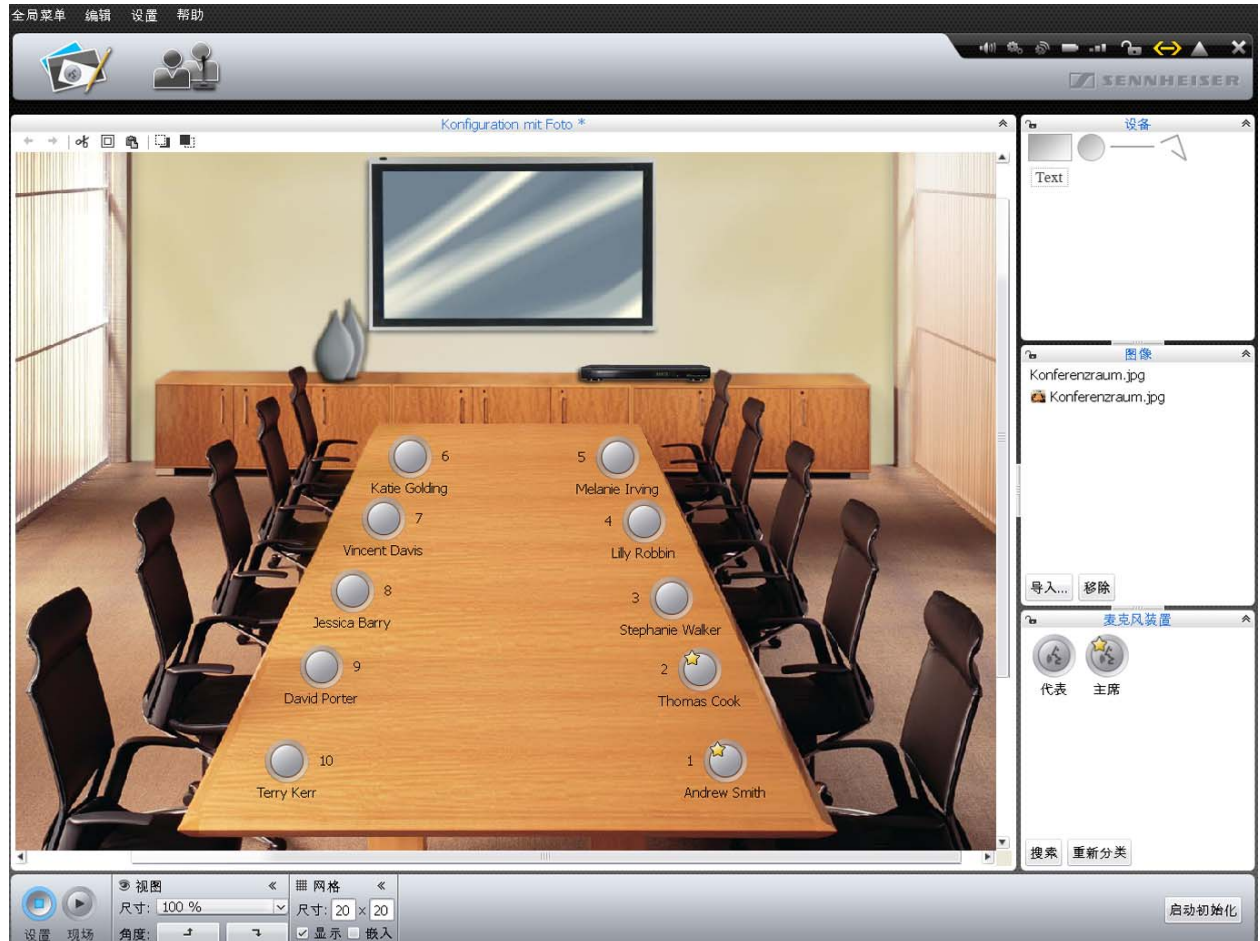 全局菜单 编辑 设置 帮助
SENNHEISER
Konfiguration mit Foto *
6
Katie Golding
5
Melanie Irving
7
Vincent Davis
4
Lilly Robbin
8
Jessica Barry
3
Stephanie Walker
9
David Porter
2
Thomas Cook
10
Terry Kerr
1
Andrew Smith
设备
Text
图像
Konferenzraum.jpg
Konferenzraum.jpg
导入... 移除
麦克风装置
代表 主席
搜索 重新分类
设置 现场
视图
尺寸: 100 %
角度:
网格
尺寸: 20 × 20
显示 嵌入
启动初始化